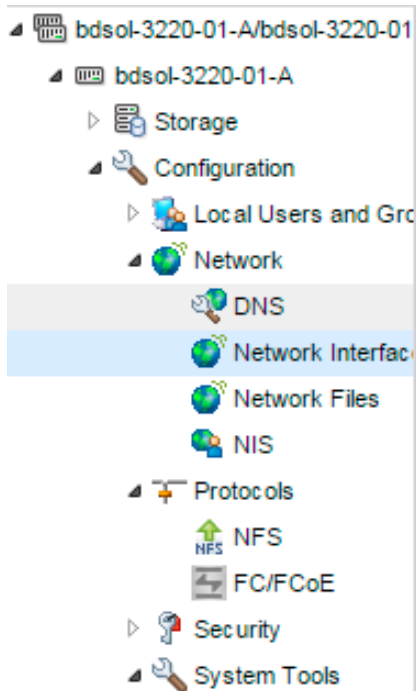 bdsol-3220-01-A/bdsol-3220-01
bdsol-3220-01-A
Storage
Configuration
Local Users and Gro
Network
DNS
Network Interfac
Network Files
NIS
Protocols
NFS
NFS
FC/FCoE
Security
System Tools